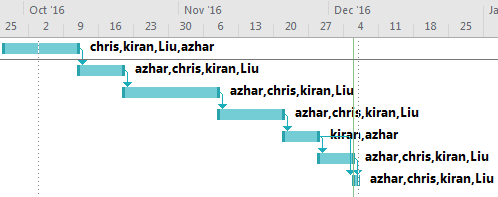 Oct '16 Nov '16 Dec '16 Ja
25 2 9 16 23 30 6 13 20 27 4 11 18 25
chris,kiran,Liu,azhar
azhar,chris,kiran,Liu
azhar,chris,kiran,Liu
azhar,chris,kiran,Liu
kiran,azhar
azhar,chris,kiran,Liu
azhar,chris,kiran,Liu